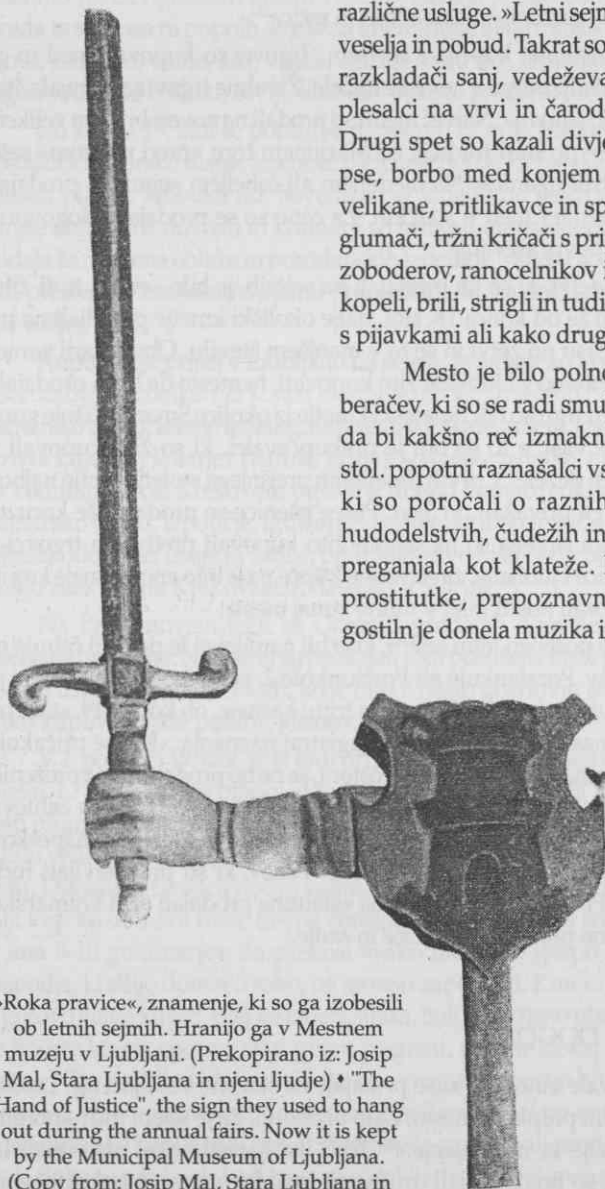 različne usluge. »Letni sejm
veselja in pobud. Takrat so
razkladači sanj, vedeževa
plesalci na vrvi in čarod
Drugi spet so kazali divje
pse, borbo med konjem
velikane, pritlikavce in sp
glumači, tržni kričači s pri
zoboderov, ranocelnikov i
kopeli, brili, strigli in tudi
s pijavkami ali kako drug
Mesto je bilo polne
beračev, ki so se radi smu
da bi kakšno reč izmakn
stol. popotni raznašalci vs
ki so poročali o raznih
hudodelstvih, čudežih in
preganjala kot klateže.
prostitutke, prepoznavn
gostiln je donela muzika i
»Roka pravice«, znamenje, ki so ga izobesili
ob letnih sejmih. Hranijo ga v Mestnem
muzeju v Ljubljani. (Prekopirano iz: Josip
Mal, Stara Ljubljana in njeni ljudje) • "The
Hand of Justice", the sign they used to hang
out during the anual fairs. Now it is kept
by the Municipal Museum of Ljubljana.
(Copy from: Josip Mal, Stara Ljubljana in